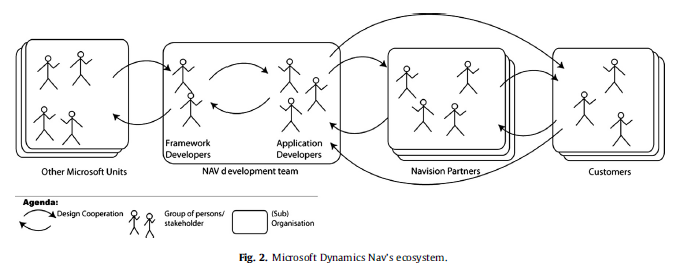 Framework
Developers
Application
Developers
Other Microsoft Units
NAV development team
Navision Partners
Customers
Agenda:
Design Cooperation
Group of persons/
stakeholder
(Sub)
Organisation
Fig. 2. Microsoft Dynamics Nav's ecosystem.